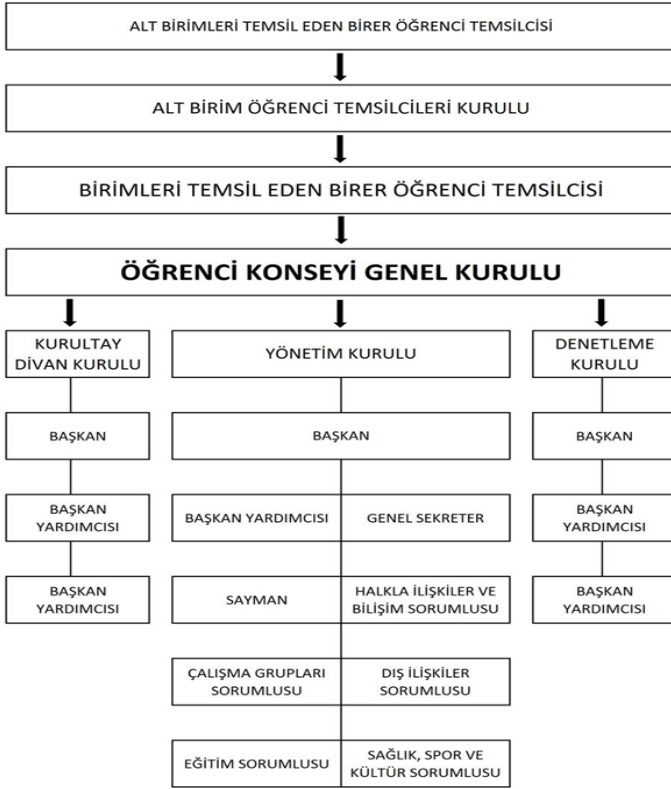 ALT BİRİMLERİ TEMSİL EDEN BİRER ÖĞRENCİ TEMSİLCİSİ
ALT BİRİM ÖĞRENCİ TEMSİLCİLERİ KURULU
BİRİMLERİ TEMSİL EDEN BİRER ÖĞRENCİ TEMSİLCİSİ
ÖĞRENCİ KONSEYİ GENEL KURULU
KURULTAY
DİVAN KURULU
YÖNETİM KURULU
DENETLEME
KURULU
BAŞKAN
BAŞKAN
BAŞKAN
BAŞKAN
YARDIMCISI
BAŞKAN YARDIMCISI
GENEL SEKRETER
BAŞKAN
YARDIMCISI
BAŞKAN
YARDIMCISI
SAYMAN
HALKLA İLİŞKİLER VE
BİLİŞİM SORUMLUSU
BAŞKAN
YARDIMCISI
ÇALIŞMA GRUPLARI
SORUMLUSU
DIŞ İLİŞKİLER
SORUMLUSU
EĞİTİM SORUMLUSU
SAĞLIK, SPOR VE
KÜLTÜR SORUMLUSU